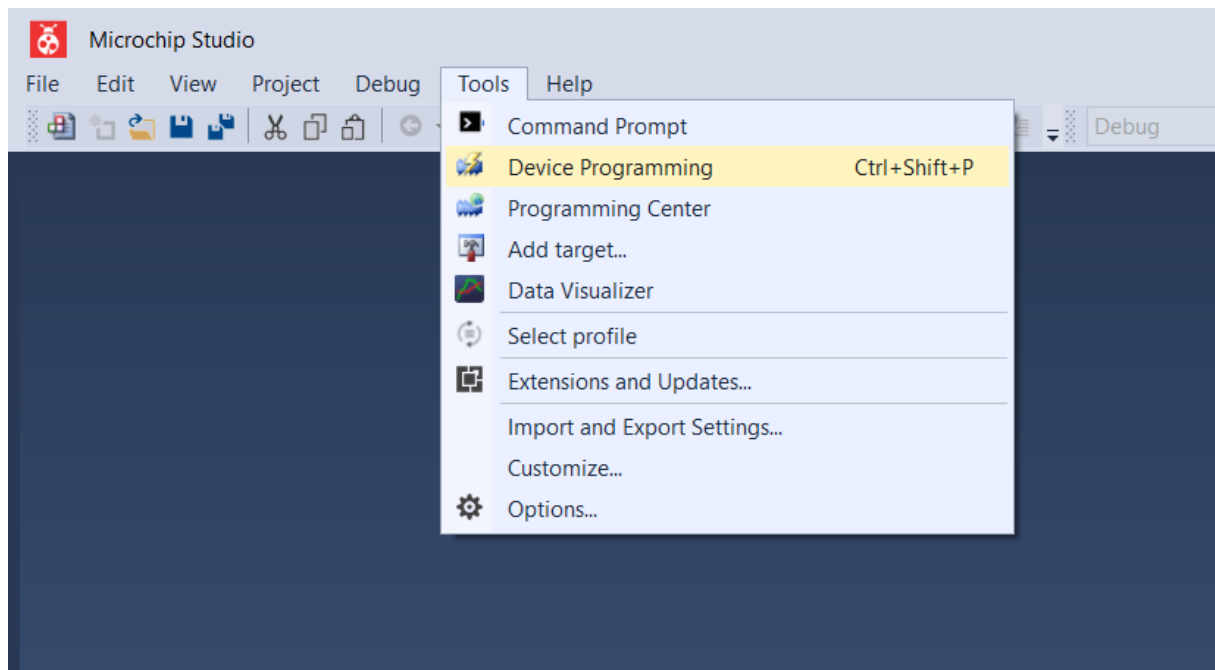 Microchip Studio
File Edit View Project Debug Tools Help
Debug
Command Prompt
Device Programming Ctrl+Shift+P
Programming Center
Add target...
Data Visualizer
Select profile
Extensions and Updates...
Import and Export Settings...
Customize...
Options...